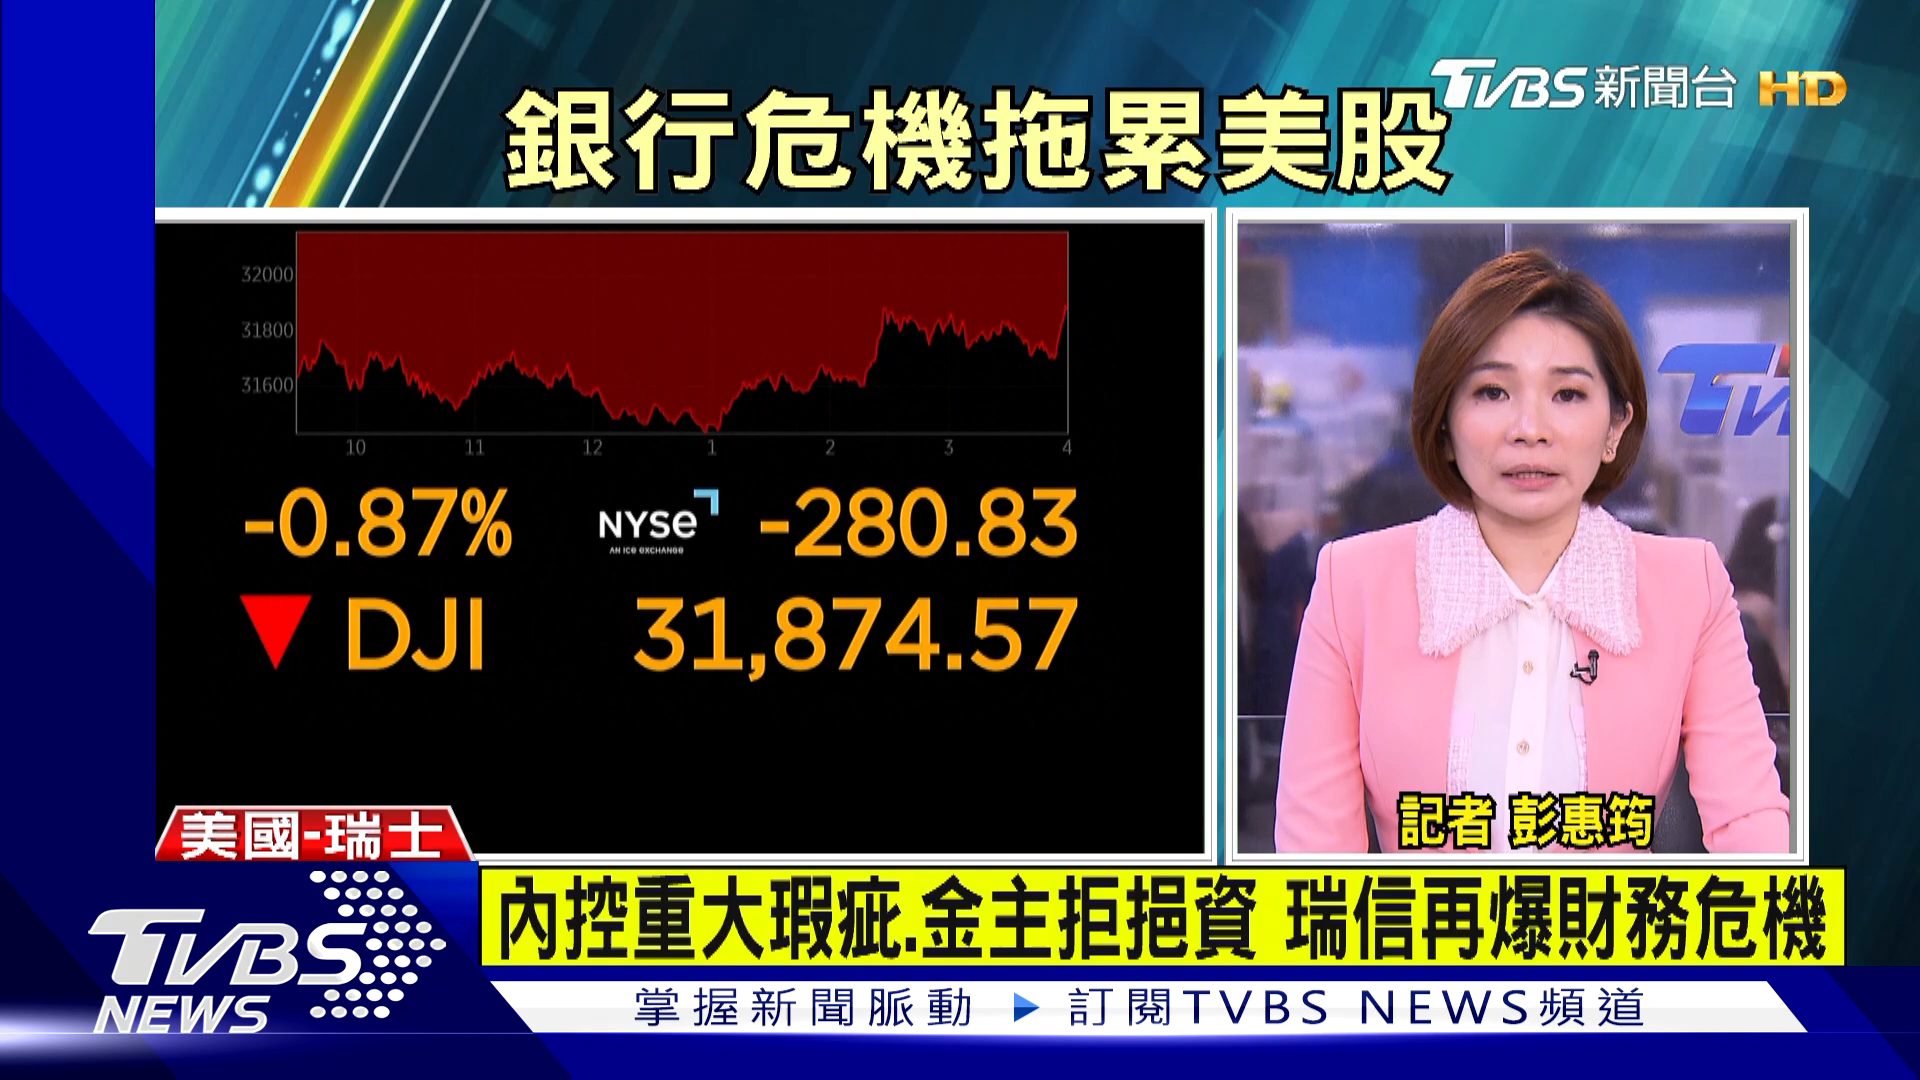 TVBS新聞台 HD
銀行危機拖累美股
32000
31800
31600
10 11 12 1 2 3 4
-0.87% NYSE -280.83
AN ICE EXCHANGE
DJI 31,874.57
TVBS
記者 彭惠筠
美國-瑞士
內控重大瑕疵.金主拒挹資 瑞信再爆財務危機
TVBS NEWS
掌握新聞脈動 ▶ 訂閱TVBS NEWS頻道